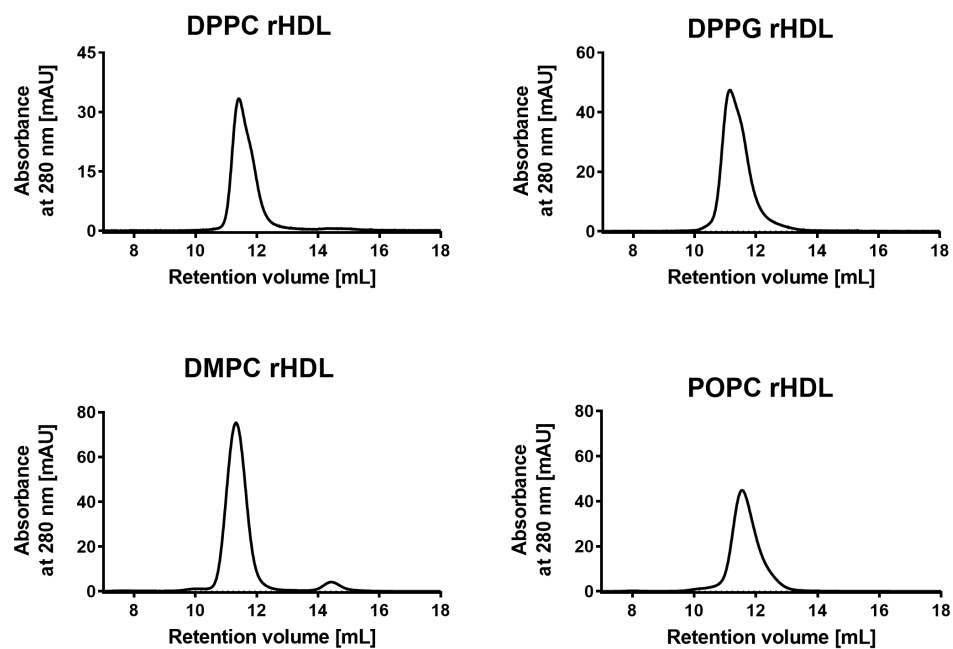 DPPC rHDL
Absorbance
at 280 nm [mAU]
45
30
15
0
8 10 12 14 16 18
Retention volume [mL]
DPPG rHDL
Absorbance
at 280 nm [mAU]
60
40
20
0
8 10 12 14 16 18
Retention volume [mL]
DMPC rHDL
Absorbance
at 280 nm [mAU]
80
60
40
20
0
8 10 12 14 16 18
Retention volume [mL]
POPC rHDL
Absorbance
at 280 nm [mAU]
80
60
40
20
0
8 10 12 14 16 18
Retention volume [mL]